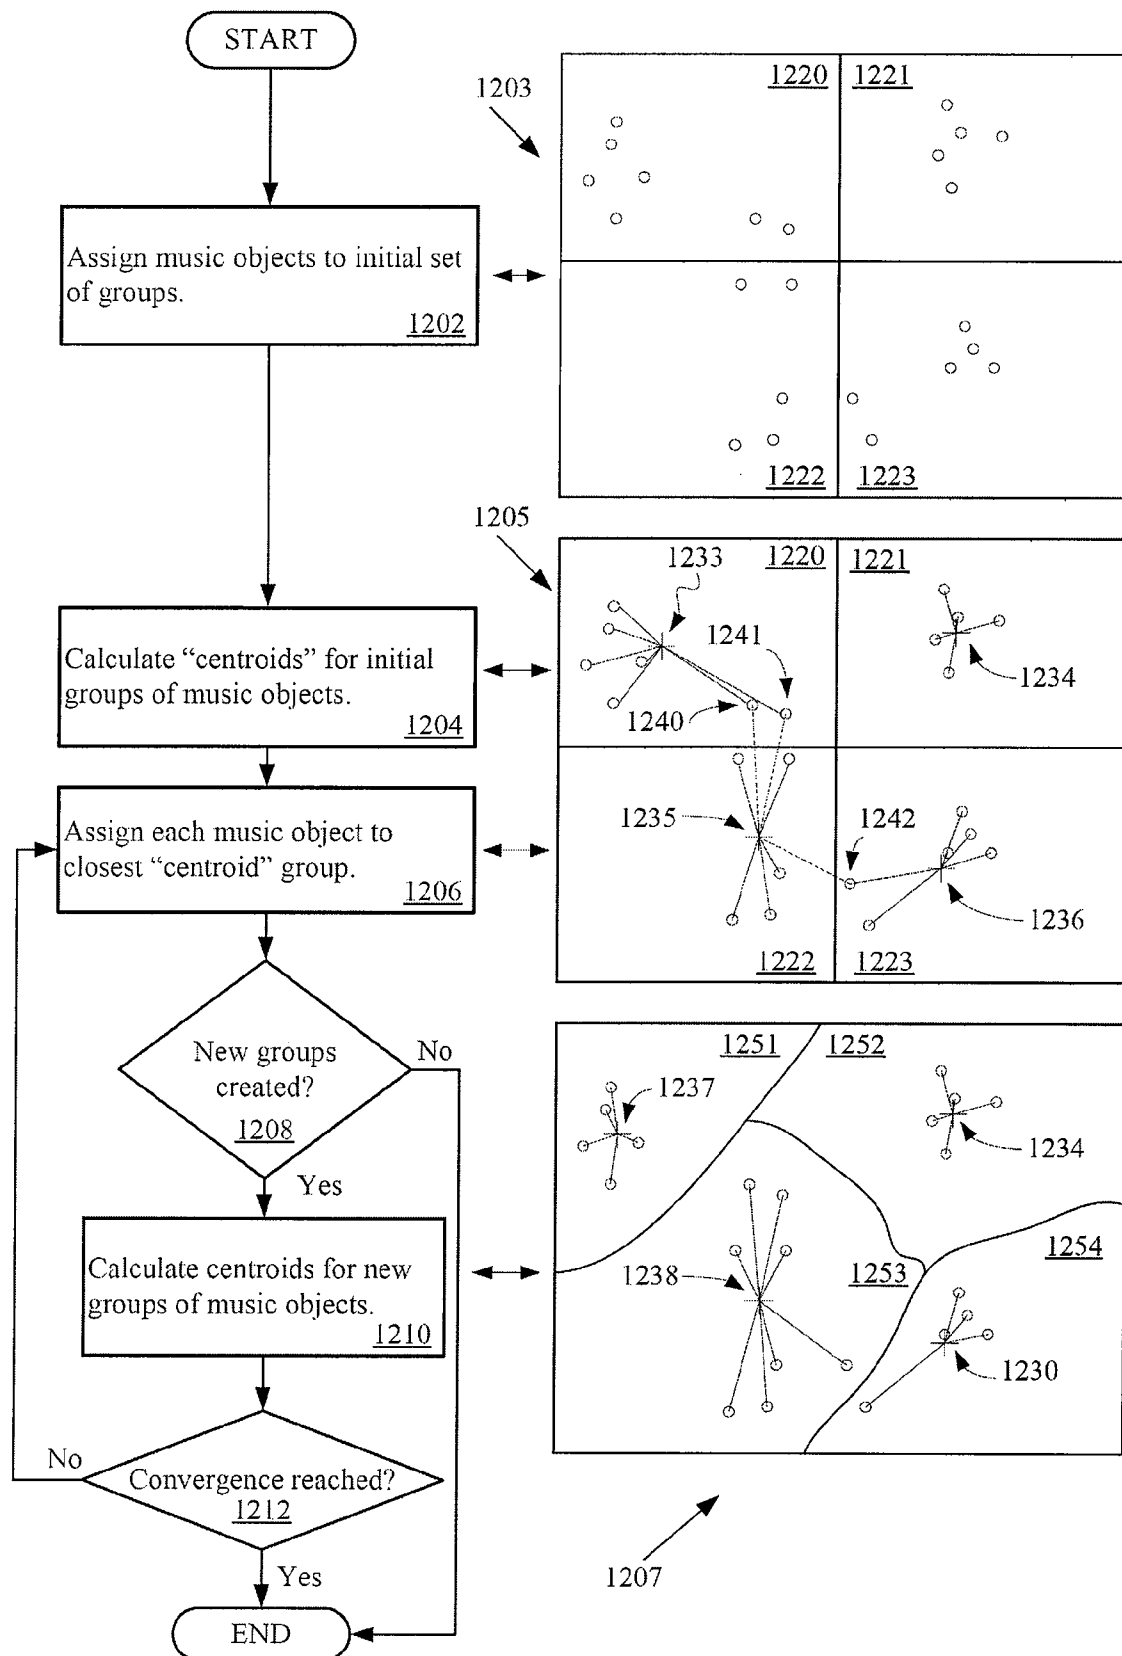 START
1203
1220
1221
Assign music objects to initial set
of groups.
1202
1222
1223
1205
1233
1220
1221
1241
1234
1240
Calculate “centroids” for initial
groups of music objects.
1204
1235
1242
Assign each music object to
closest “centroid” group.
1206
1236
1222
1223
1251
1252
New groups
created?
1208
No
Yes
1237
1234
1254
1253
1238
Calculate centroids for new
groups of music objects.
1210
1230
No
Convergence reached?
1212
Yes
1207
END